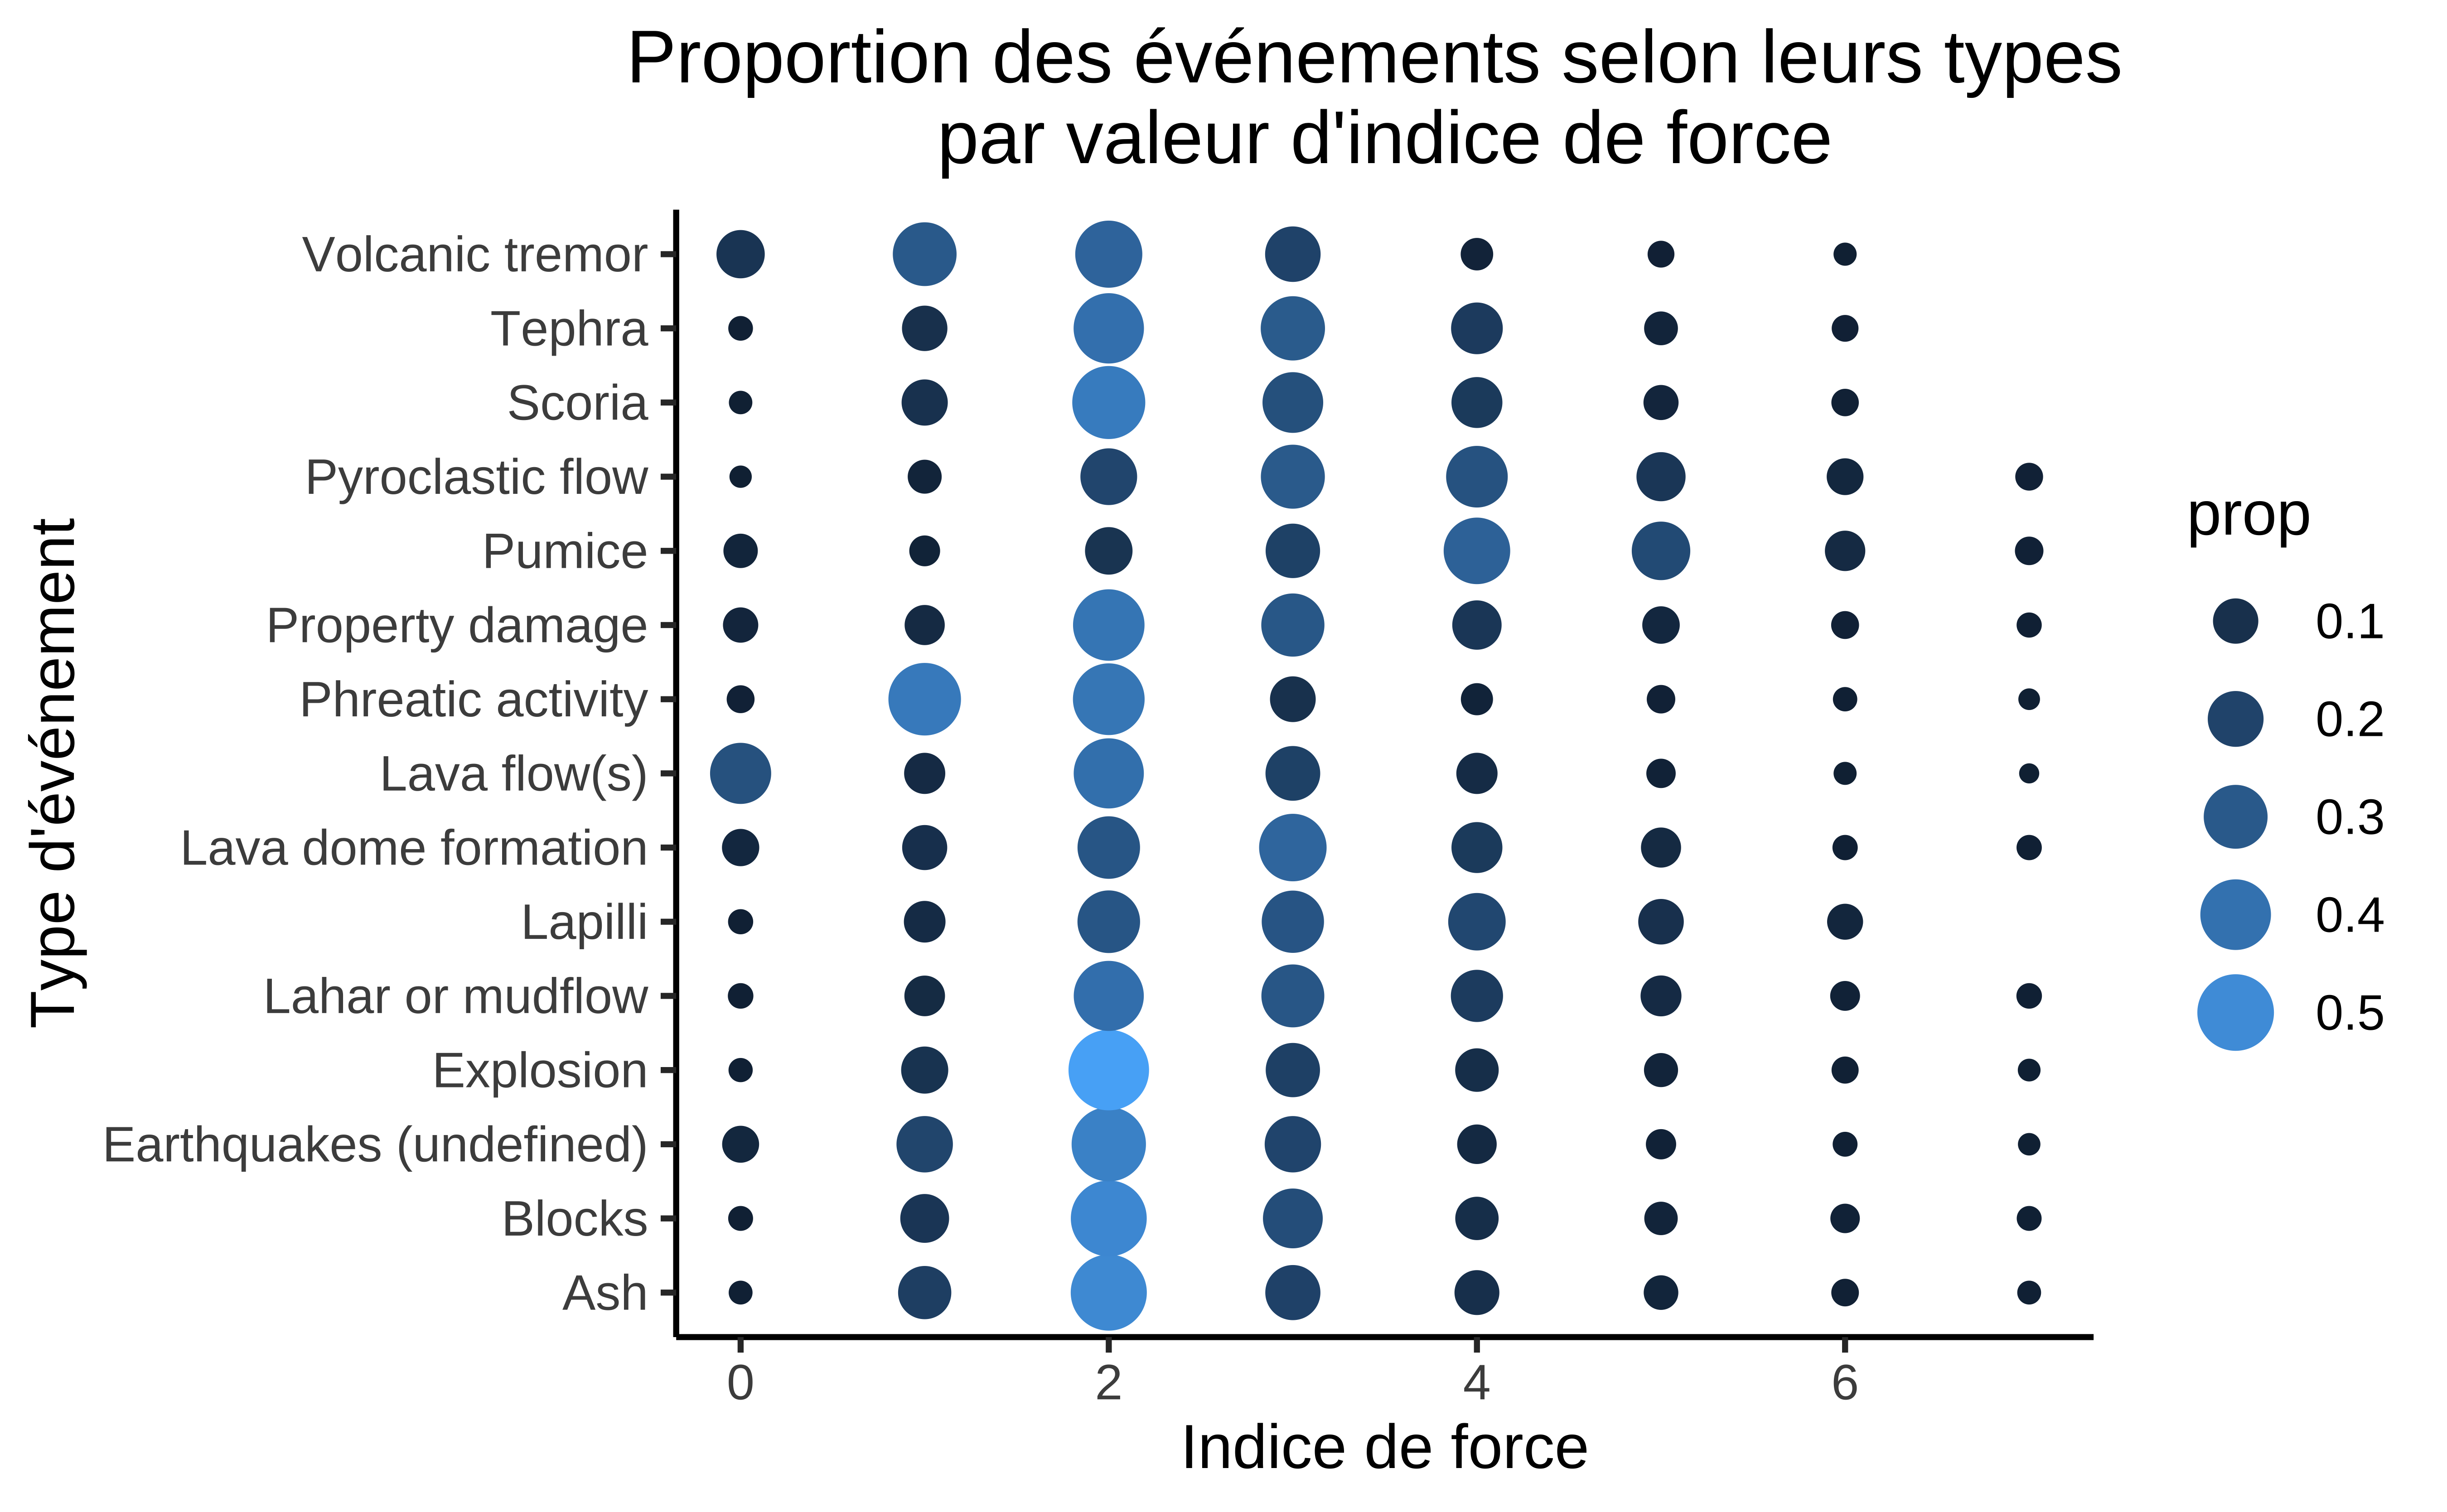 Proportion des événements selon leurs types
par valeur d'indice de force
Type d'événement
Volcanic tremor
Tephra
Scoria
Pyroclastic flow
Pumice
Property damage
Phreatic activity
Lava flow(s)
Lava dome formation
Lapilli
Lahar or mudflow
Explosion
Earthquakes (undefined)
Blocks
Ash
0 2 4 6
Indice de force
prop
0.1
0.2
0.3
0.4
0.5